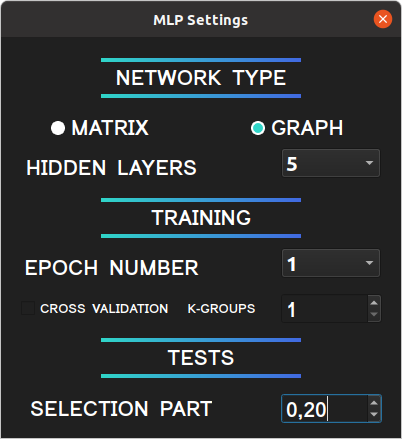 MLP Settings
NETWORK TYPE
MATRIX GRAPH
HIDDEN LAYERS 5
TRAINING
EPOCH NUMBER 1
CROSS VALIDATION K-GROUPS 1
TESTS
SELECTION PART 0,20